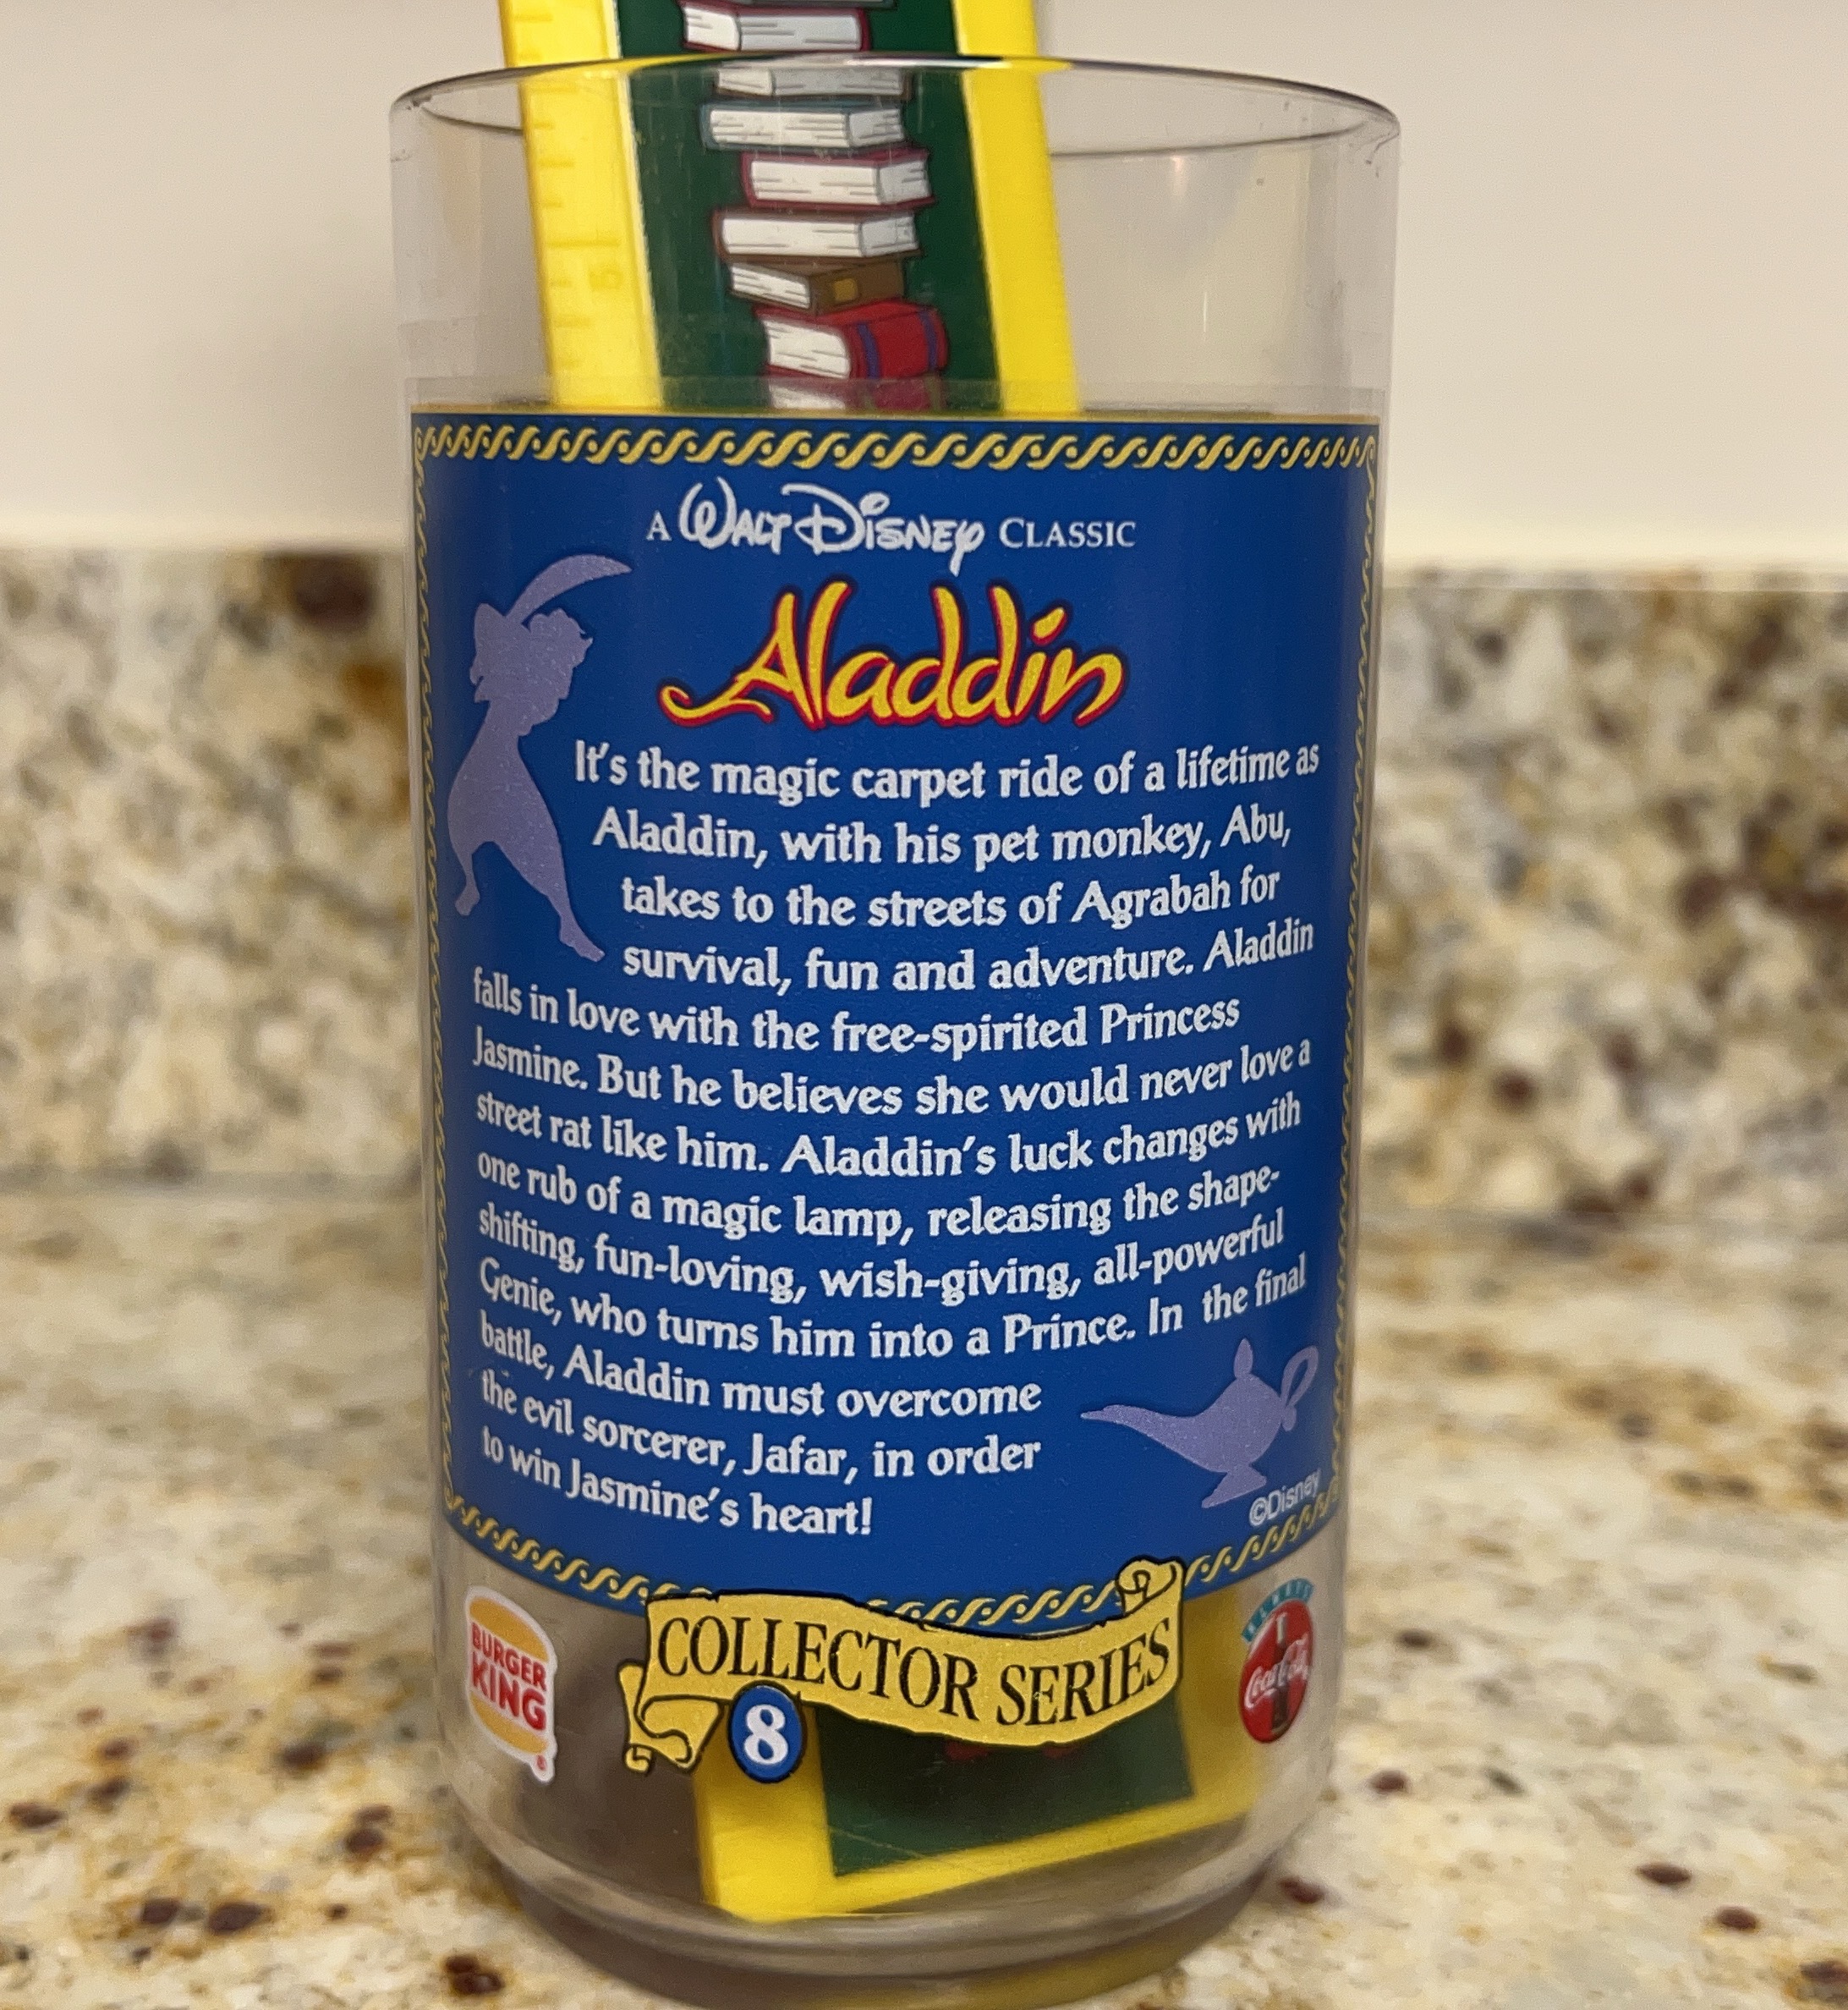 5
A WALT DISNEY CLASSIC
Aladdin
It's the magic carpet ride of a lifetime as
Aladdin, with his pet monkey, Abu,
takes to the streets of Agrabah for
survival, fun and adventure. Aladdin
falls in love with the free-spirited Princess
Jasmine. But he believes she would never love a
street rat like him. Aladdin's luck changes with
one rub of a magic lamp, releasing the shape-
shifting, fun-loving, wish-giving, all-powerful
Genie, who turns him into a Prince. In the final
battle, Aladdin must overcome
the evil sorcerer, Jafar, in order
to win Jasmine's heart!
©Disney
BURGER
KING
®
COLLECTOR SERIES
8
ALWAYS
Coca-Cola